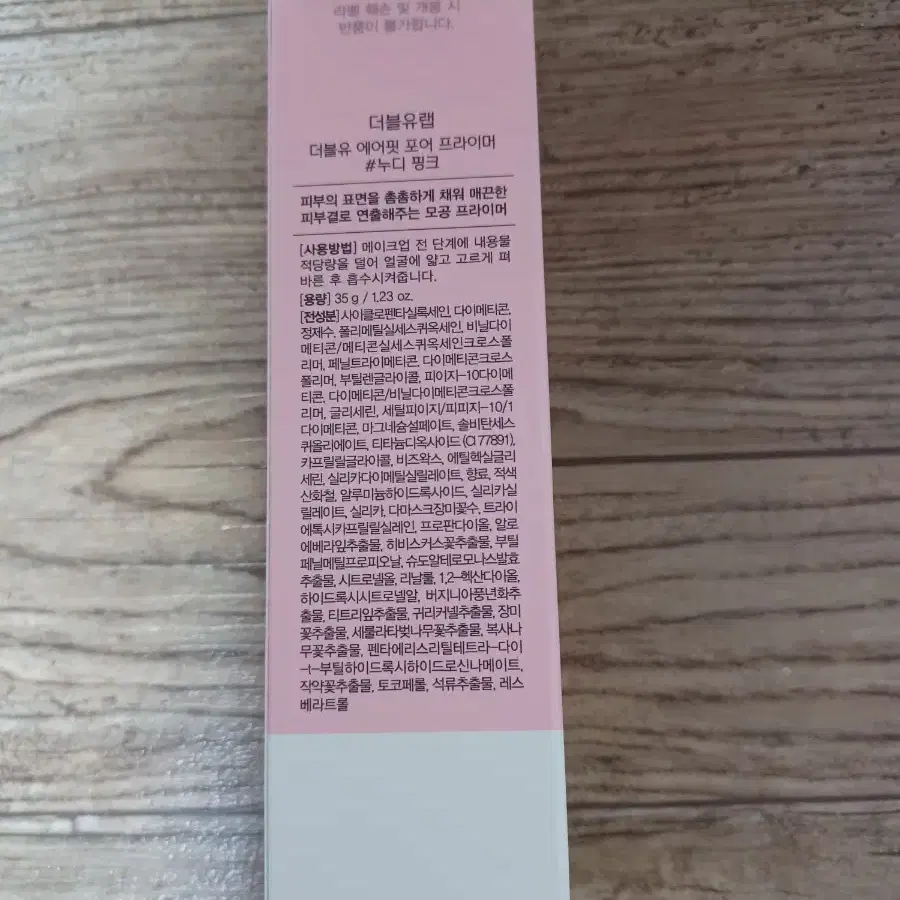 라벨 훼손 및 개봉 시
반품이 불가합니다.
더블유랩
더블유 에어핏 포어 프라이머
#누디 핑크
피부의 표면을 촘촘하게 채워 매끈한
피부결로 연출해주는 모공 프라이머
[사용방법] 메이크업 전 단계에 내용물
적당량을 덜어 얼굴에 얇고 고르게 펴
바른 후 흡수시켜줍니다.
[용량] 35 g / 1.23 oz.
[전성분] 사이클로펜타실록세인, 다이메티콘,
정제수, 폴리메틸실세스퀴옥세인, 비닐다이
메티콘/메티콘실세스퀴옥세인크로스폴
리머, 페닐트라이메티콘, 다이메티콘크로스
폴리머, 부틸렌글라이콜, 피이지-10다이메
티콘, 다이메티콘/비닐다이메티콘크로스폴
리머, 글리세린, 세틸피이지/피피지-10/1
다이메티콘, 마그네슘설페이트, 솔비탄세스
퀴올리에이트, 티타늄디옥사이드 (CI 77891),
카프릴릴글라이콜, 비즈왁스, 에틸헥실글리
세린, 실리카다이메틸실릴레이트, 향료, 적색
산화철, 알루미늄하이드록사이드, 실리카실
릴레이트, 실리카, 다마스크장미꽃수, 트라이
에톡시카프릴릴실레인, 프로판다이올, 알로
에베라잎추출물, 히비스커스꽃추출물, 부틸
페닐메틸프로피오날, 슈도알테로모나스발효
추출물, 시트로넬올, 리날룰, 1,2-헥산다이올,
하이드록시시트로넬알, 버지니아풍년화추
출물, 티트리잎추출물, 귀리커넬추출물, 장미
꽃추출물, 세룰라타벚나무꽃추출물, 복사나
무꽃추출물, 펜타에리스리틸테트라-다이
-t-부틸하이드록시하이드로신나메이트,
작약꽃추출물, 토코페롤, 석류추출물, 레스
베라트롤